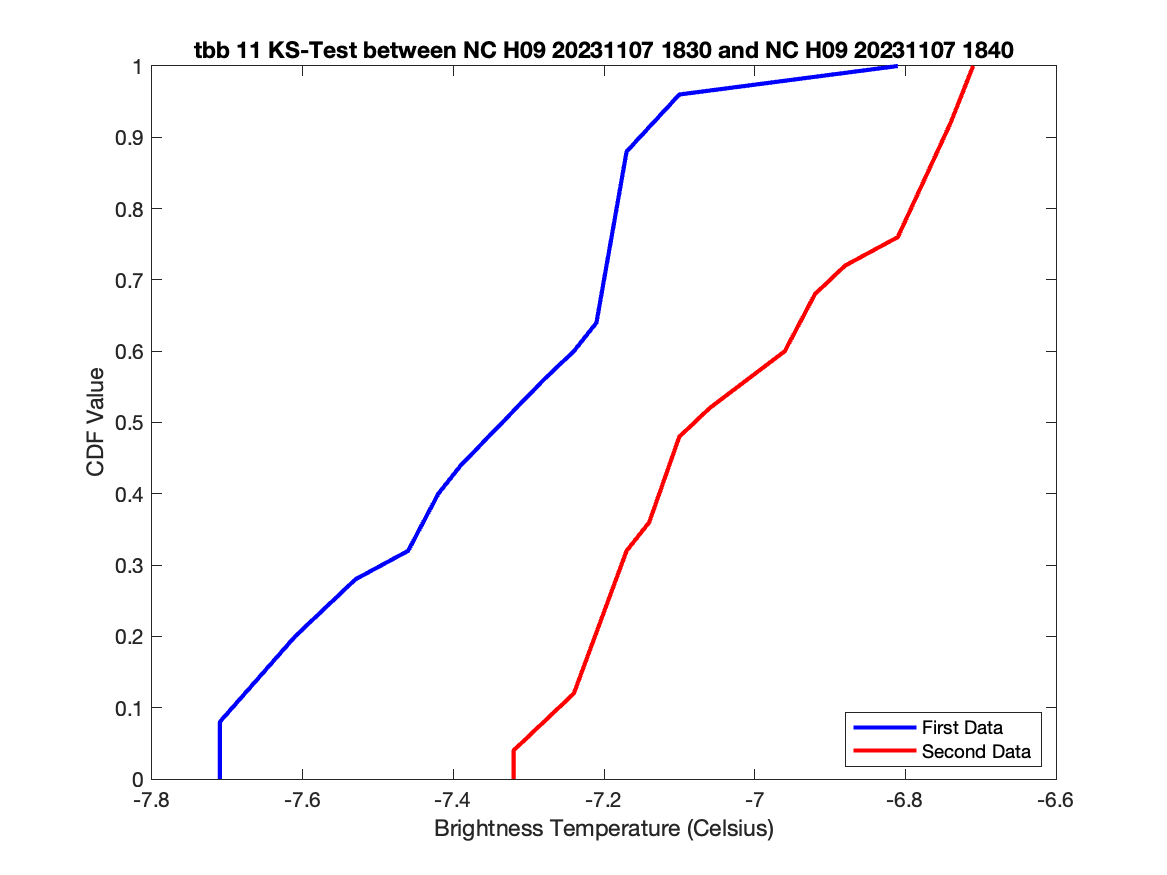 tbb 11 KS-Test between NC H09 20231107 1830 and NC H09 20231107 1840
1
0.9
0.8
0.7
0.6
0.5
0.4
0.3
0.2
0.1
0
CDF Value
First Data
Second Data
-7.8 -7.6 -7.4 -7.2 -7 -6.8 -6.6
Brightness Temperature (Celsius)